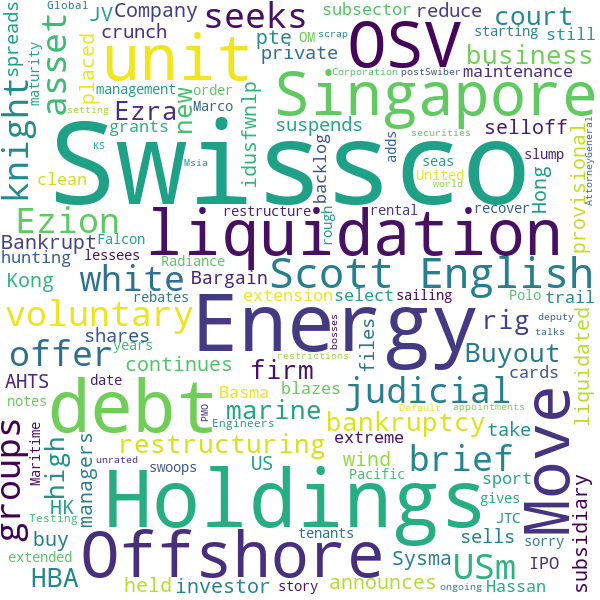 Global
JV
Company
subsector
reduce
spreads
crunch
seeks
OM
scrap
starting
court
still
pte
private
OSV
business
Corporation
postSwiber
maintenance
maturity
asset
placed
unit
management
order
Marco
new
Ezra
grants
setting
Singapore
adds
securities
selloff
knight
idusfwnlp
suspends
backlog
seas
slump
KS
Msia
United
world
provisional
AttorneyGeneral
clean
Swissco
Hong
recover
restructure
rental
rough
Ezion
liquidation
Bankrupt
Falcon
hunting
lessees
Radiance
Kong
white
Bargain
Scott
English
rebates
extension
select
sailing
Polo
trail
voluntary
Energy
rig
shares
years
bosses
deputy
talks
offer
continues
firm
restrictions
files
Buyout
liquidated
AHTS
date
notes
debt
PMO
Basma
blazes
judicial
cards
Default
appointments
marine
Engineers
bankruptcy
groups
Maritime
high
managers
restructuring
extreme
take
unrated
swoops
US
wind
Pacific
brief
sport
gives
Move
HK
Testing
Holdings
JTC
sells
extended
buy
Offshore
tenants
Sysma
USm
sorry
IPO
subsidiary
HBA
held
investor
story
announces
Hassan
ongoing